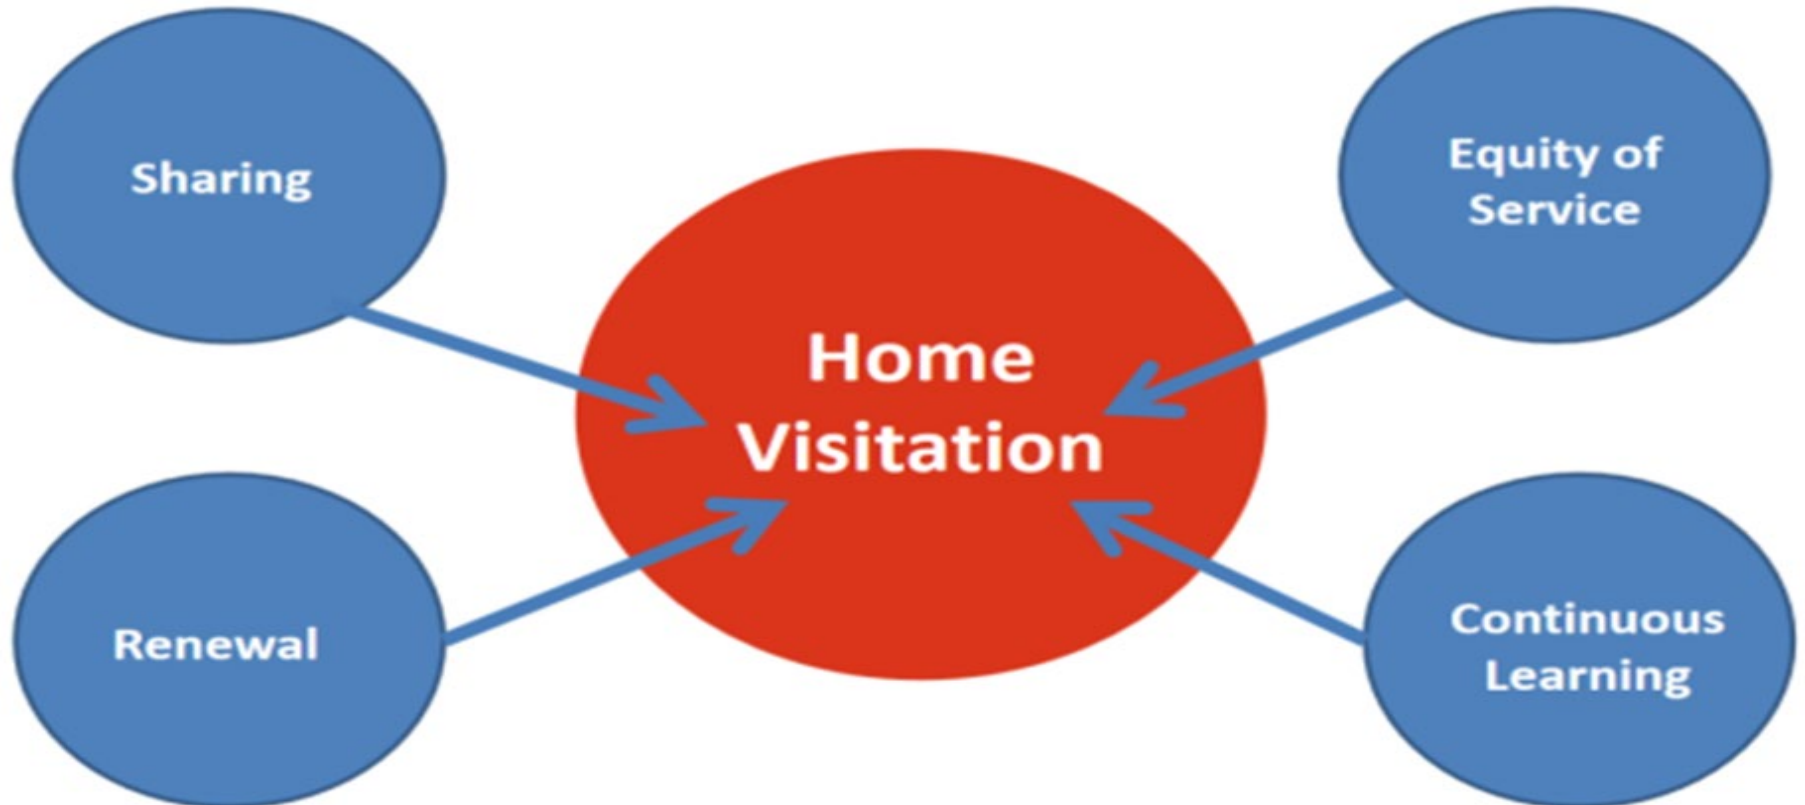 Sharing
Equity of
Service
Home
Visitation
Renewal
Continuous
Learning